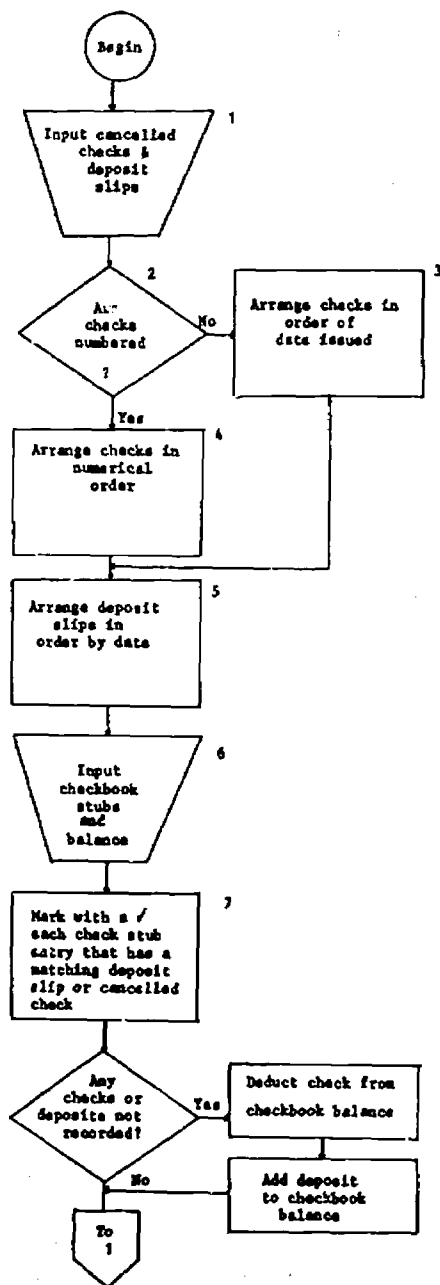 Begin
1
Input cancelled
checks &
deposit
slips
2
Are
checks
numbered
?
No
3
Arrange checks in
order of
date issued
Yes
4
Arrange checks in
numerical
order
5
Arrange deposit
slips in
order by date
6
Input
checkbook
stubs
and
balance
7
Mark with a ✓
each check stub
entry that has a
matching deposit
slip or cancelled
check
Any
checks or
deposits not
recorded?
Yes
Deduct check from
checkbook balance
No
Add deposit
to checkbook
balance
To
1